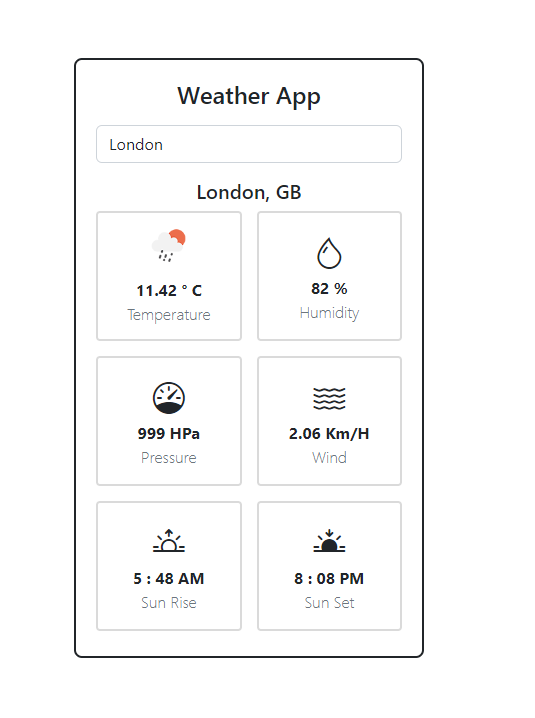 Weather App
London
London, GB
11.42 ° C
Temperature
82 %
Humidity
999 HPa
Pressure
2.06 Km/H
Wind
5 : 48 AM
Sun Rise
8 : 08 PM
Sun Set